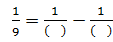 1/9 = 1/( ) - 1/( )